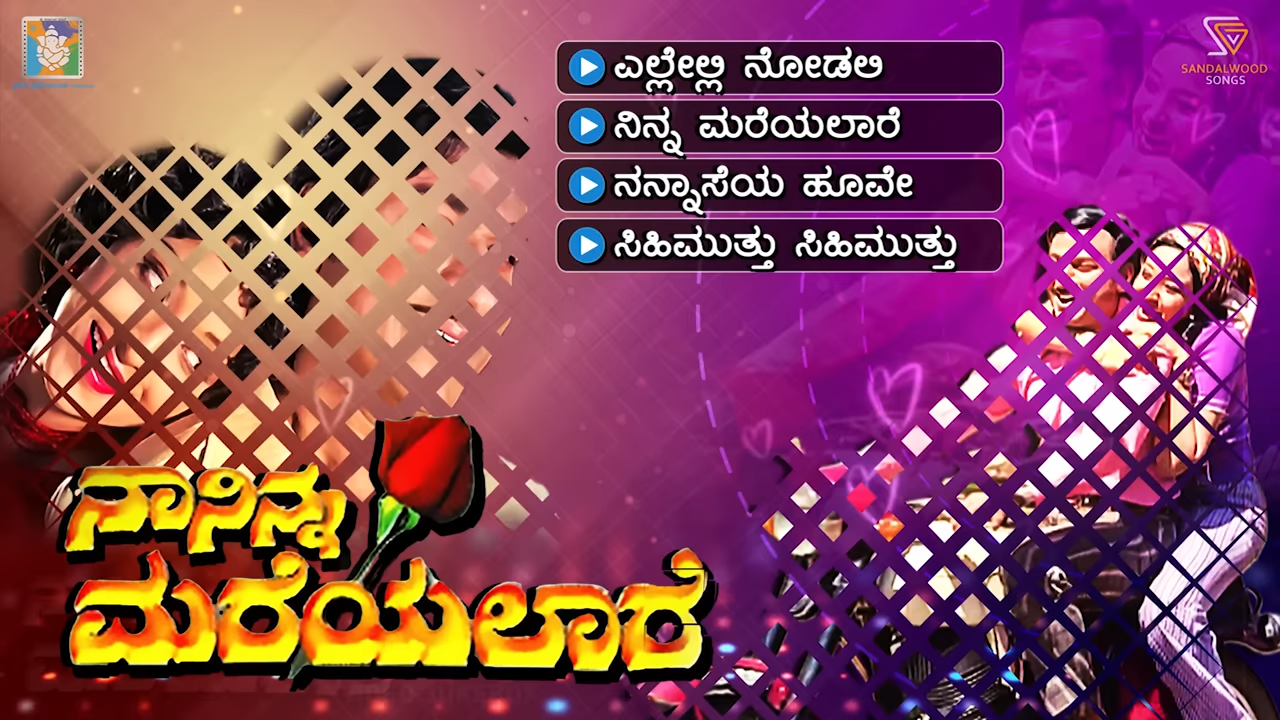 ಎಲ್ಲೇಲ್ಲಿ ನೋಡಲಿ
ನಿನ್ನ ಮರೆಯಲಾರೆ
ನನ್ನಾಸೆಯ ಹೂವೇ
ಸಿಹಿಮುತ್ತು ಸಿಹಿಮುತ್ತು
SANDALWOOD
SONGS
ನಾನಿನ್ನ
ಮರೆಯಲಾರೆ